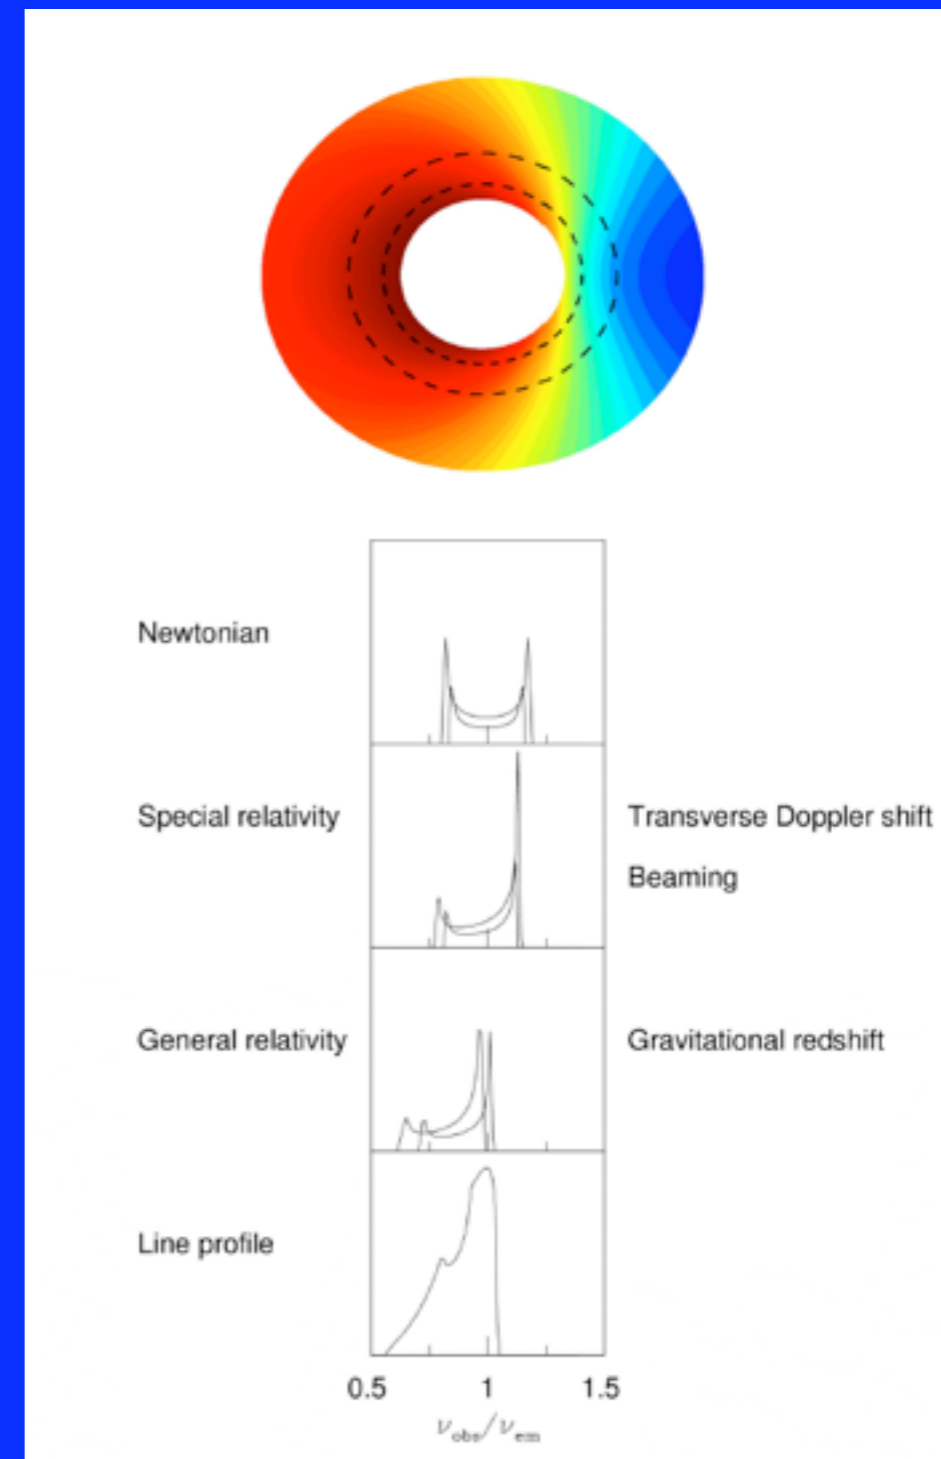 Newtonian
Special relativity
Transverse Doppler shift
Beaming
General relativity
Gravitational redshift
Line profile
0.5 1 1.5
ν_obs/ν_em